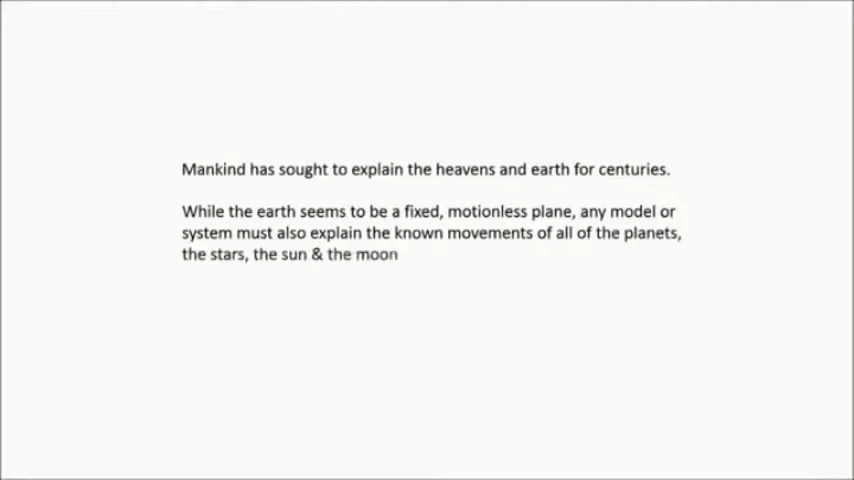 Mankind has sought to explain the heavens and earth for centuries.
While the earth seems to be a fixed, motionless plane, any model or
system must also explain the known movements of all of the planets,
the stars, the sun & the moon